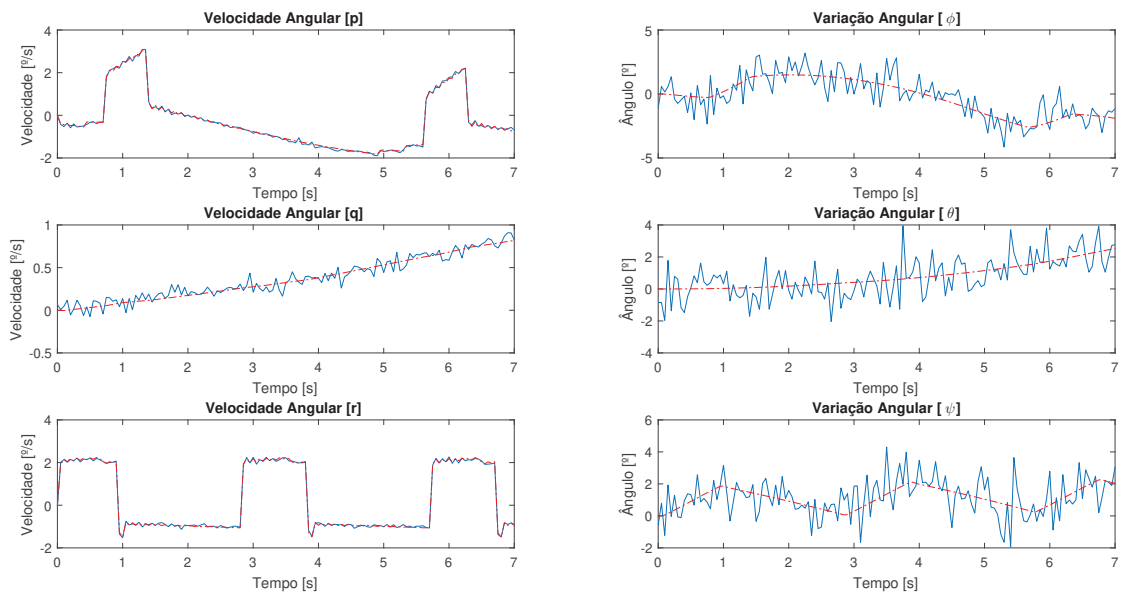 Velocidade Angular [p]
4
2
0
-2
Velocidade [º/s]
0 1 2 3 4 5 6 7
Tempo [s]
Variação Angular [ ϕ]
5
0
-5
Ângulo [º]
0 1 2 3 4 5 6 7
Tempo [s]
Velocidade Angular [q]
1
0.5
0
-0.5
Velocidade [º/s]
0 1 2 3 4 5 6 7
Tempo [s]
Variação Angular [ θ]
4
2
0
-2
-4
Ângulo [º]
0 1 2 3 4 5 6 7
Tempo [s]
Velocidade Angular [r]
4
2
0
-2
Velocidade [º/s]
0 1 2 3 4 5 6 7
Tempo [s]
Variação Angular [ ψ]
6
4
2
0
-2
Ângulo [º]
0 1 2 3 4 5 6 7
Tempo [s]